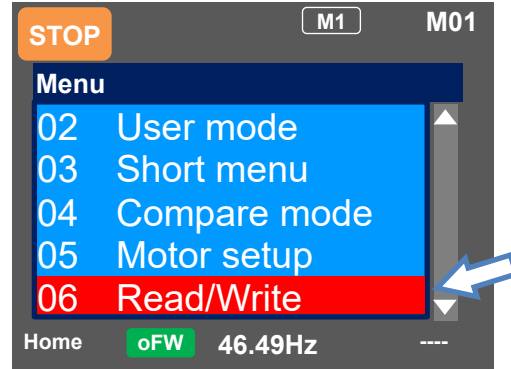 STOP M1 M01
Menu
02 User mode
03 Short menu
04 Compare mode
05 Motor setup
06 Read/Write
Home oFW 46.49Hz ----